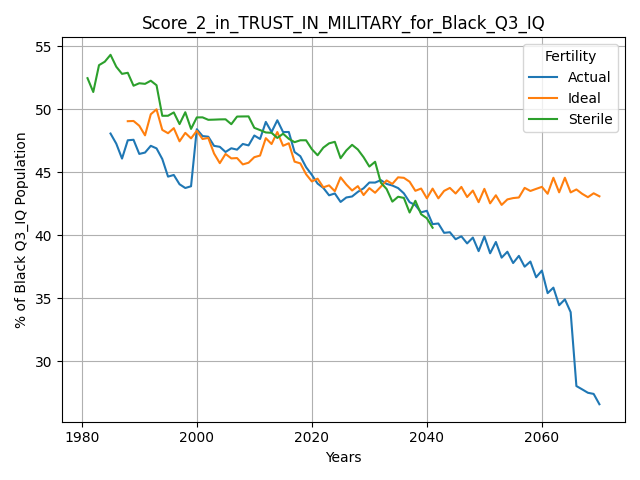 Score_2_in_TRUST_IN_MILITARY_for_Black_Q3_IQ
Fertility
Actual
Ideal
Sterile
% of Black Q3_IQ Population
55
50
45
40
35
30
1980
2000
2020
2040
2060
Years